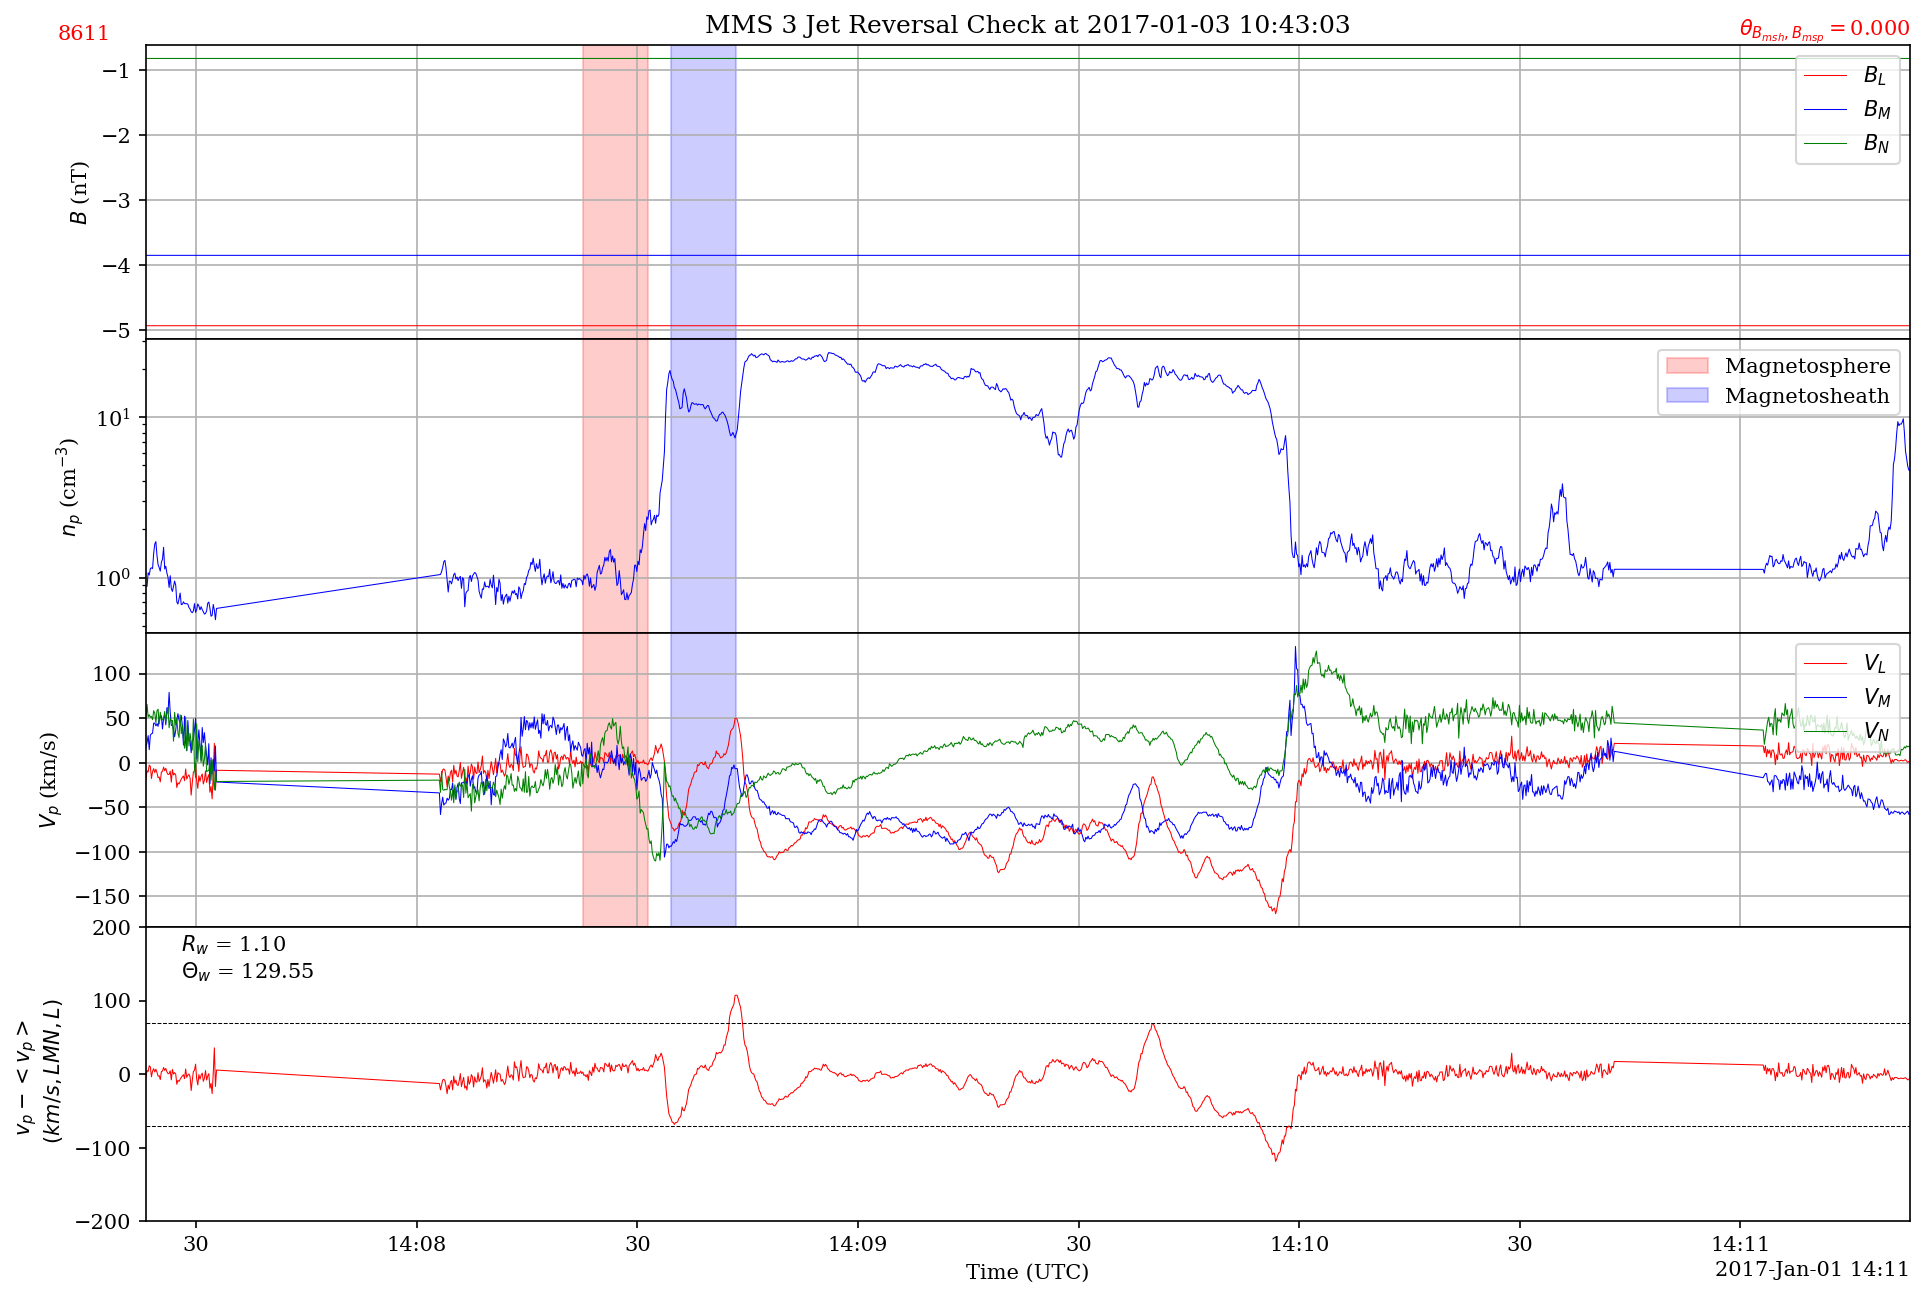 8611
MMS 3 Jet Reversal Check at 2017-01-03 10:43:03
θ_{B_{msh}, B_{msp}} = 0.000
−1
−2
−3
−4
−5
B (nT)
B_L
B_M
B_N
10^1
10^0
n_p (cm^{−3})
Magnetosphere
Magnetosheath
100
50
0
−50
−100
−150
V_p (km/s)
V_L
V_M
V_N
200
100
0
−100
−200
v_p − < v_p >
(km/s, LMN, L)
R_w = 1.10
Θ_w = 129.55
30 14:08 30 14:09 30 14:10 30 14:11
Time (UTC)
2017-Jan-01 14:11